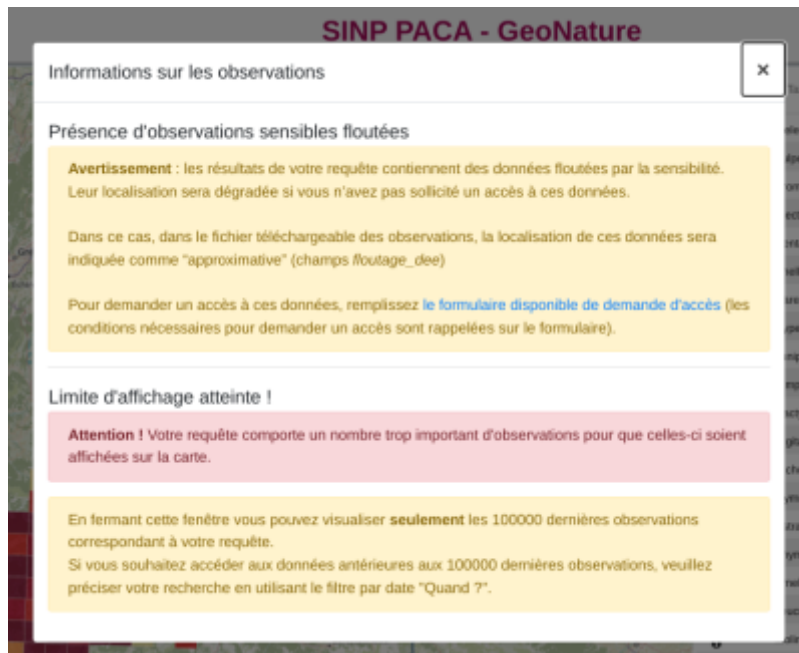 SINP PACA - GeoNature
Informations sur les observations
×
Présence d'observations sensibles floutées
Avertissement : les résultats de votre requête contiennent des données floutées par la sensibilité.
Leur localisation sera dégradée si vous n'avez pas sollicité un accès à ces données.
Dans ce cas, dans le fichier téléchargeable des observations, la localisation de ces données sera
indiquée comme "approximative" (champs floutage_dee)
Pour demander un accès à ces données, remplissez le formulaire disponible de demande d'accès (les
conditions nécessaires pour demander un accès sont rappelées sur le formulaire).
Limite d'affichage atteinte !
Attention ! Votre requête comporte un nombre trop important d'observations pour que celles-ci soient
affichées sur la carte.
En fermant cette fenêtre vous pouvez visualiser seulement les 100000 dernières observations
correspondant à votre requête.
Si vous souhaitez accéder aux données antérieures aux 100000 dernières observations, veuillez
préciser votre recherche en utilisant le filtre par date "Quand ?".